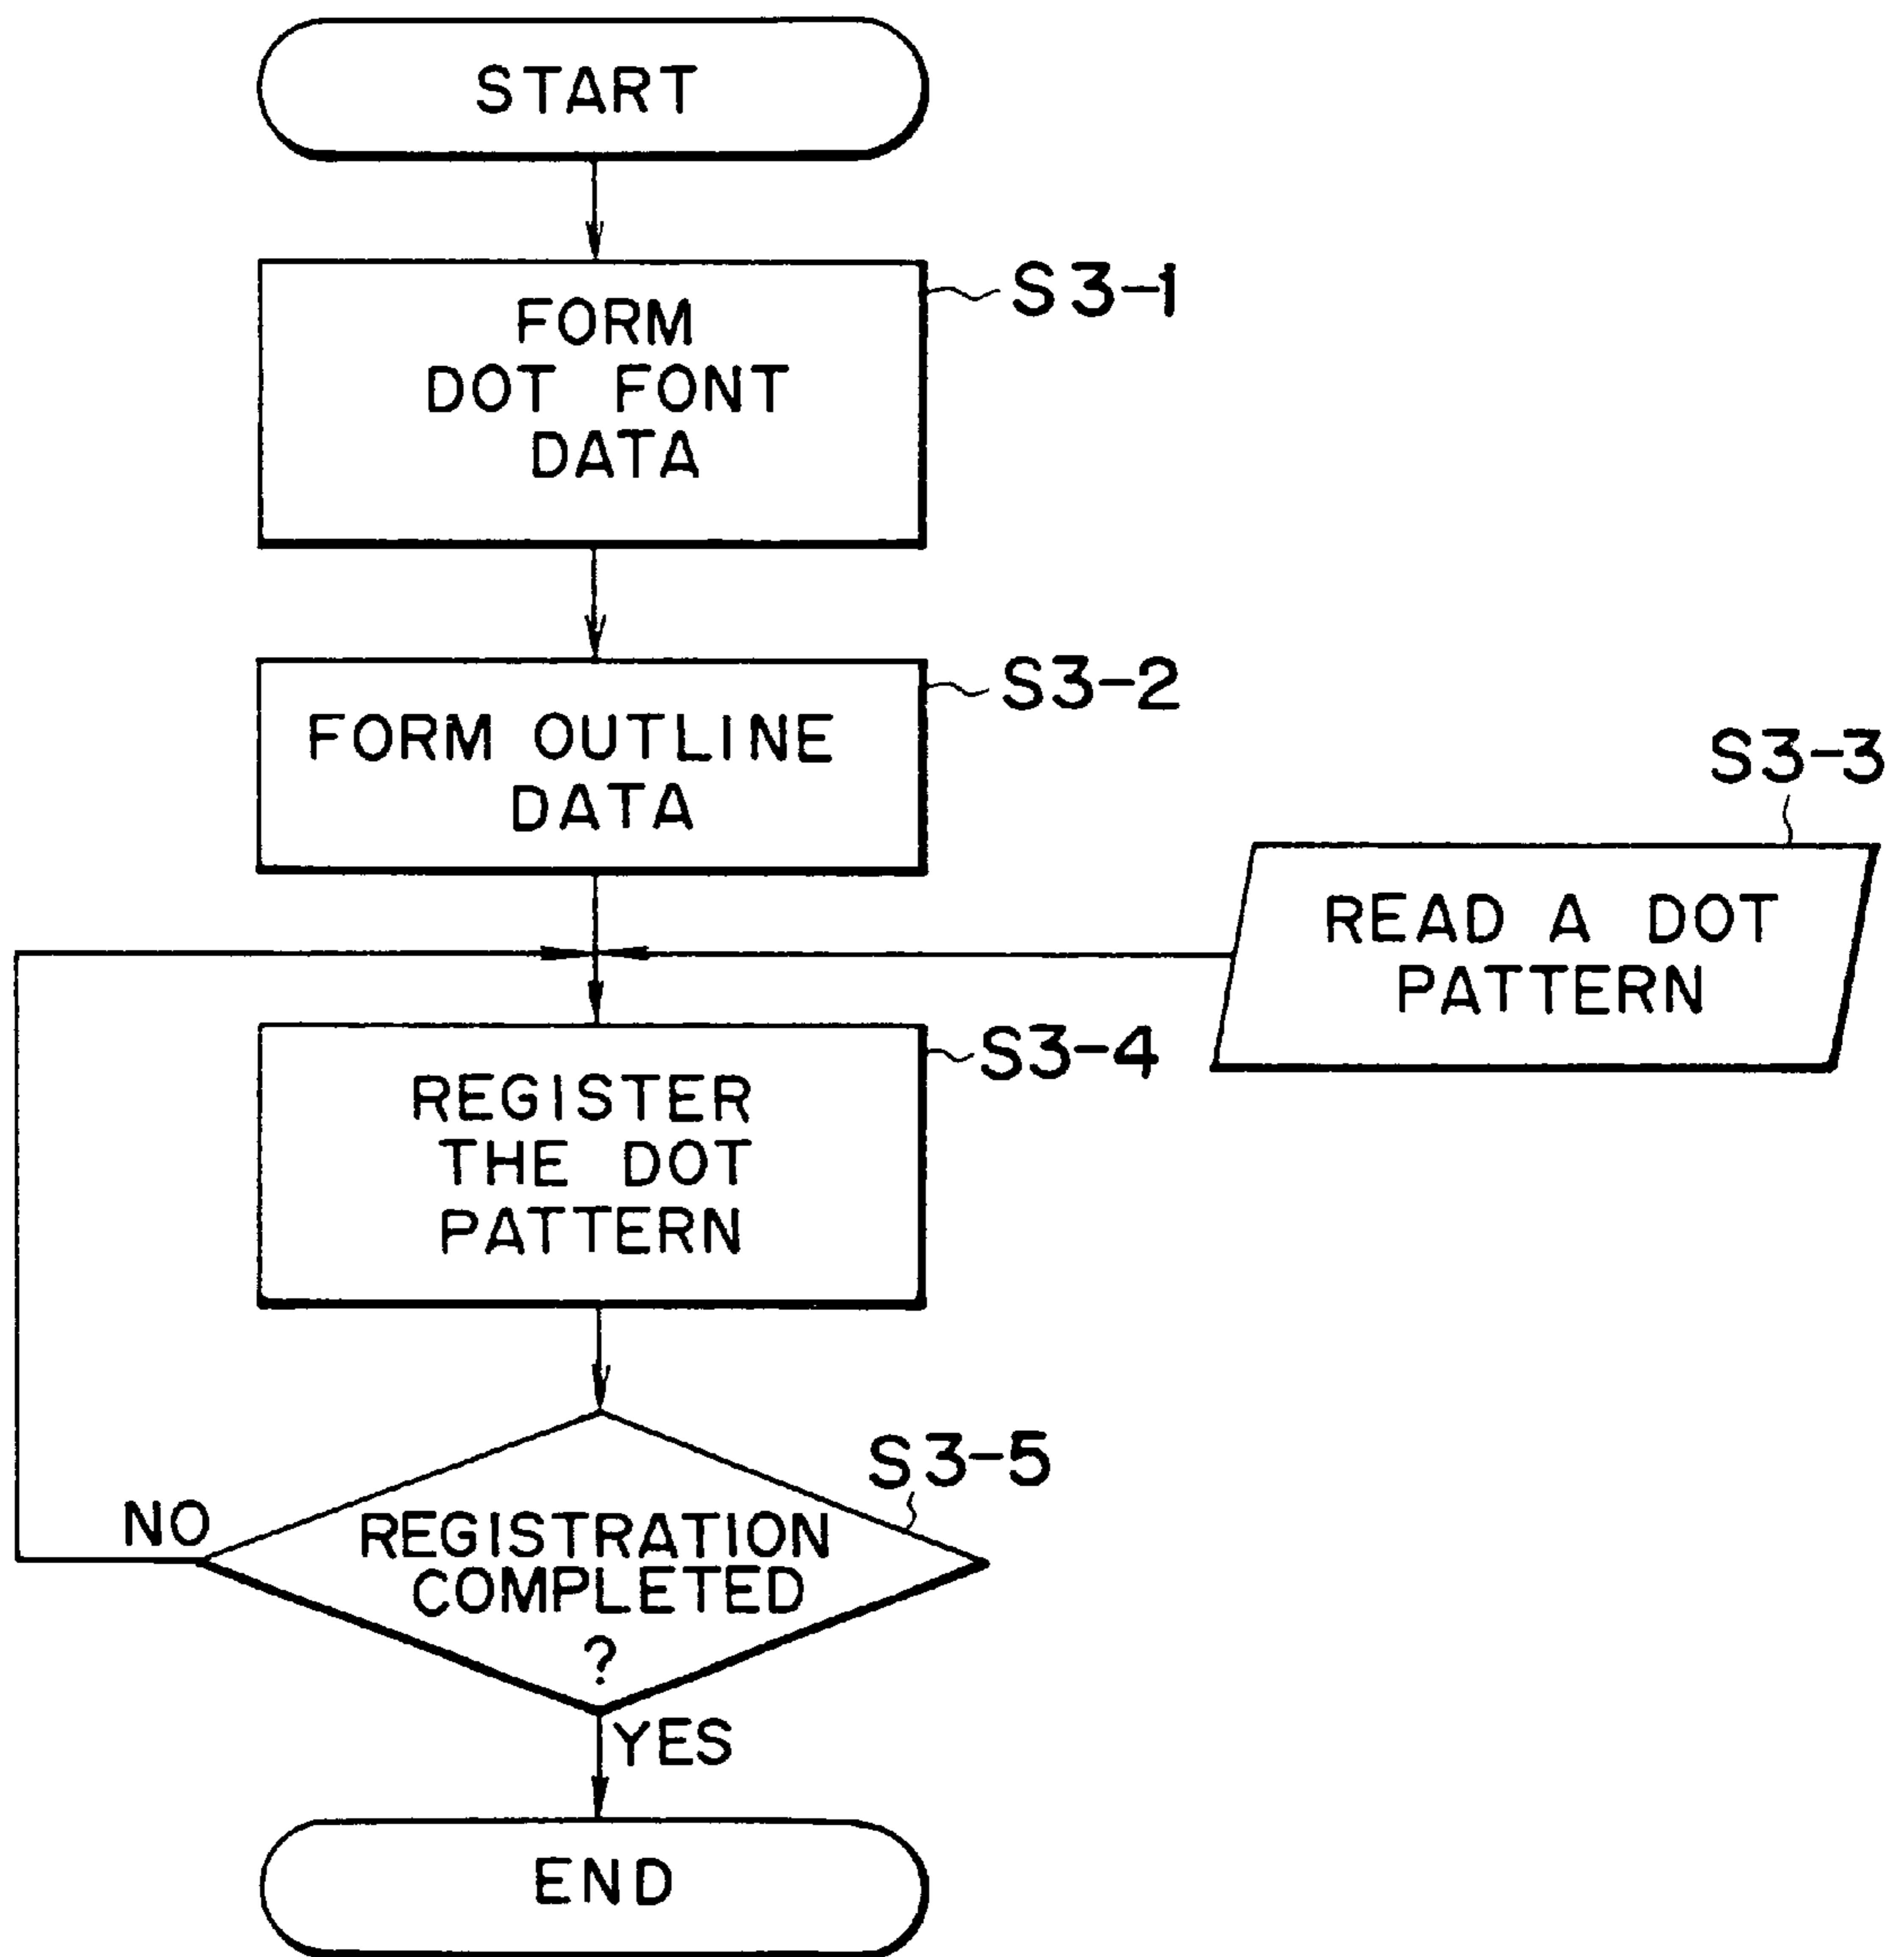 START
S3-1
FORM
DOT FONT
DATA
S3-2
FORM OUTLINE
DATA
S3-3
READ A DOT
PATTERN
S3-4
REGISTER
THE DOT
PATTERN
S3-5
NO
REGISTRATION
COMPLETED
?
YES
END